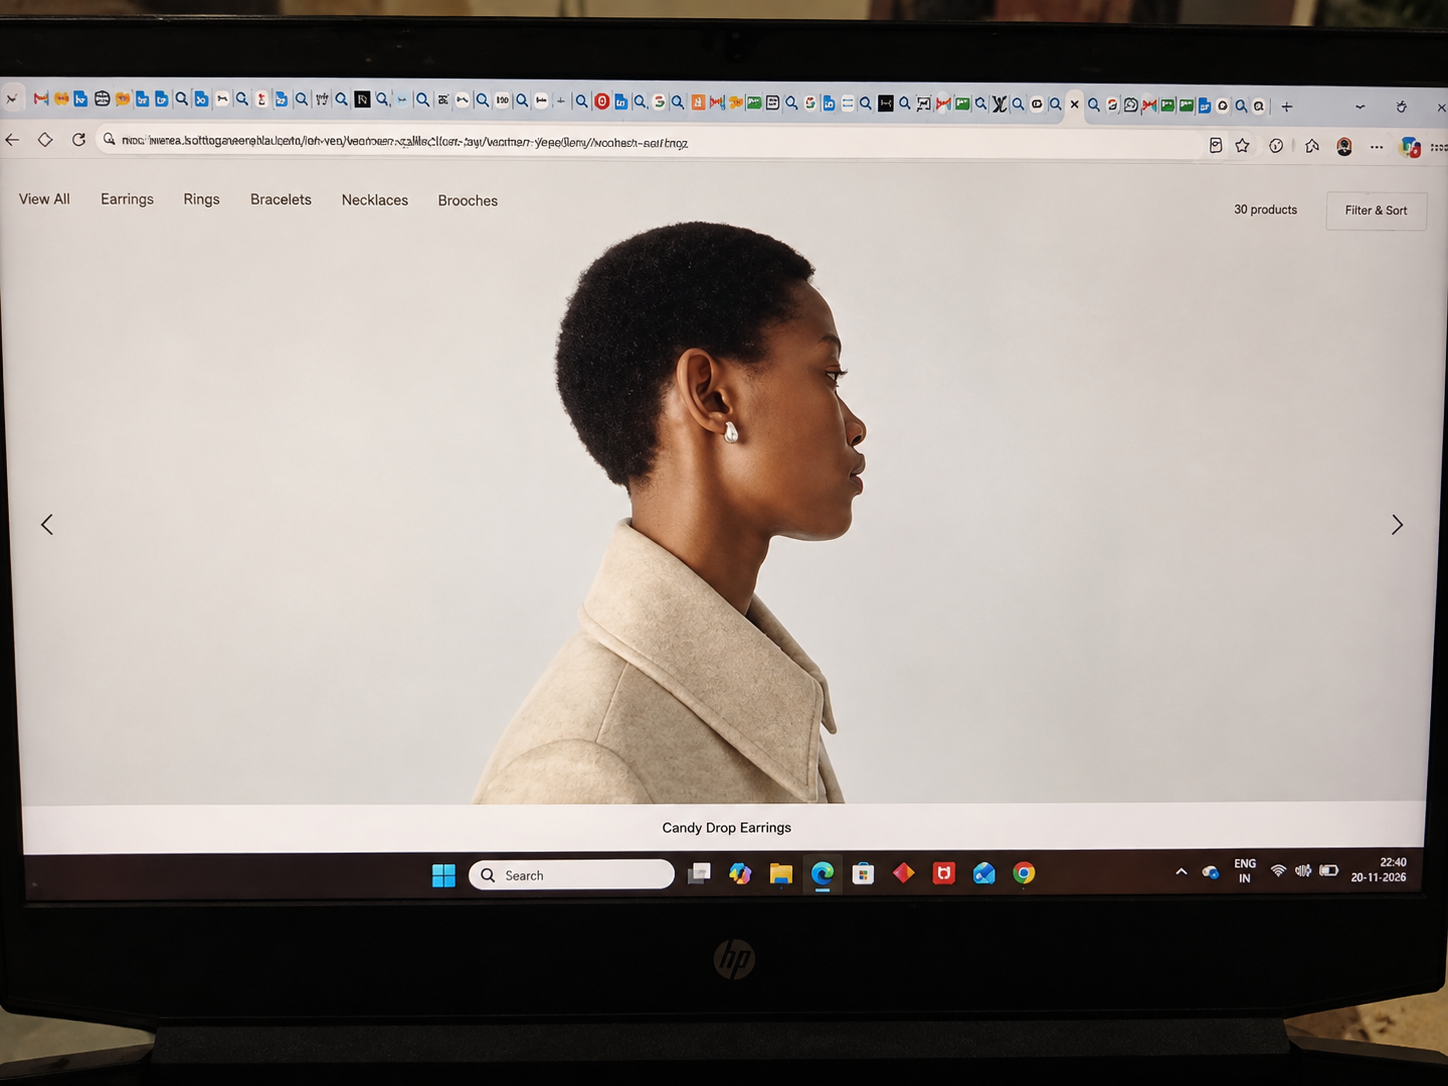 View All Earrings Rings Bracelets Necklaces Brooches
30 products Filter & Sort
Candy Drop Earrings
Search
ENG
IN
22:40
20-11-2026
hp